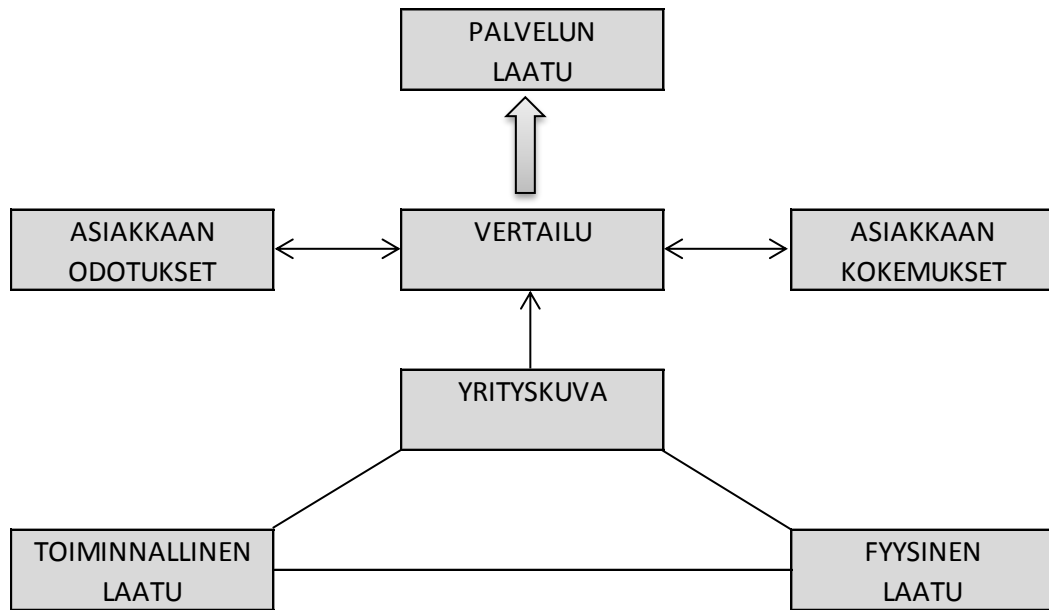 PALVELUN
LAATU
ASIAKKAAN
ODOTUKSET
VERTAILU
ASIAKKAAN
KOKEMUKSET
YRITYSKUVA
TOIMINNALLINEN
LAATU
FYYSINEN
LAATU